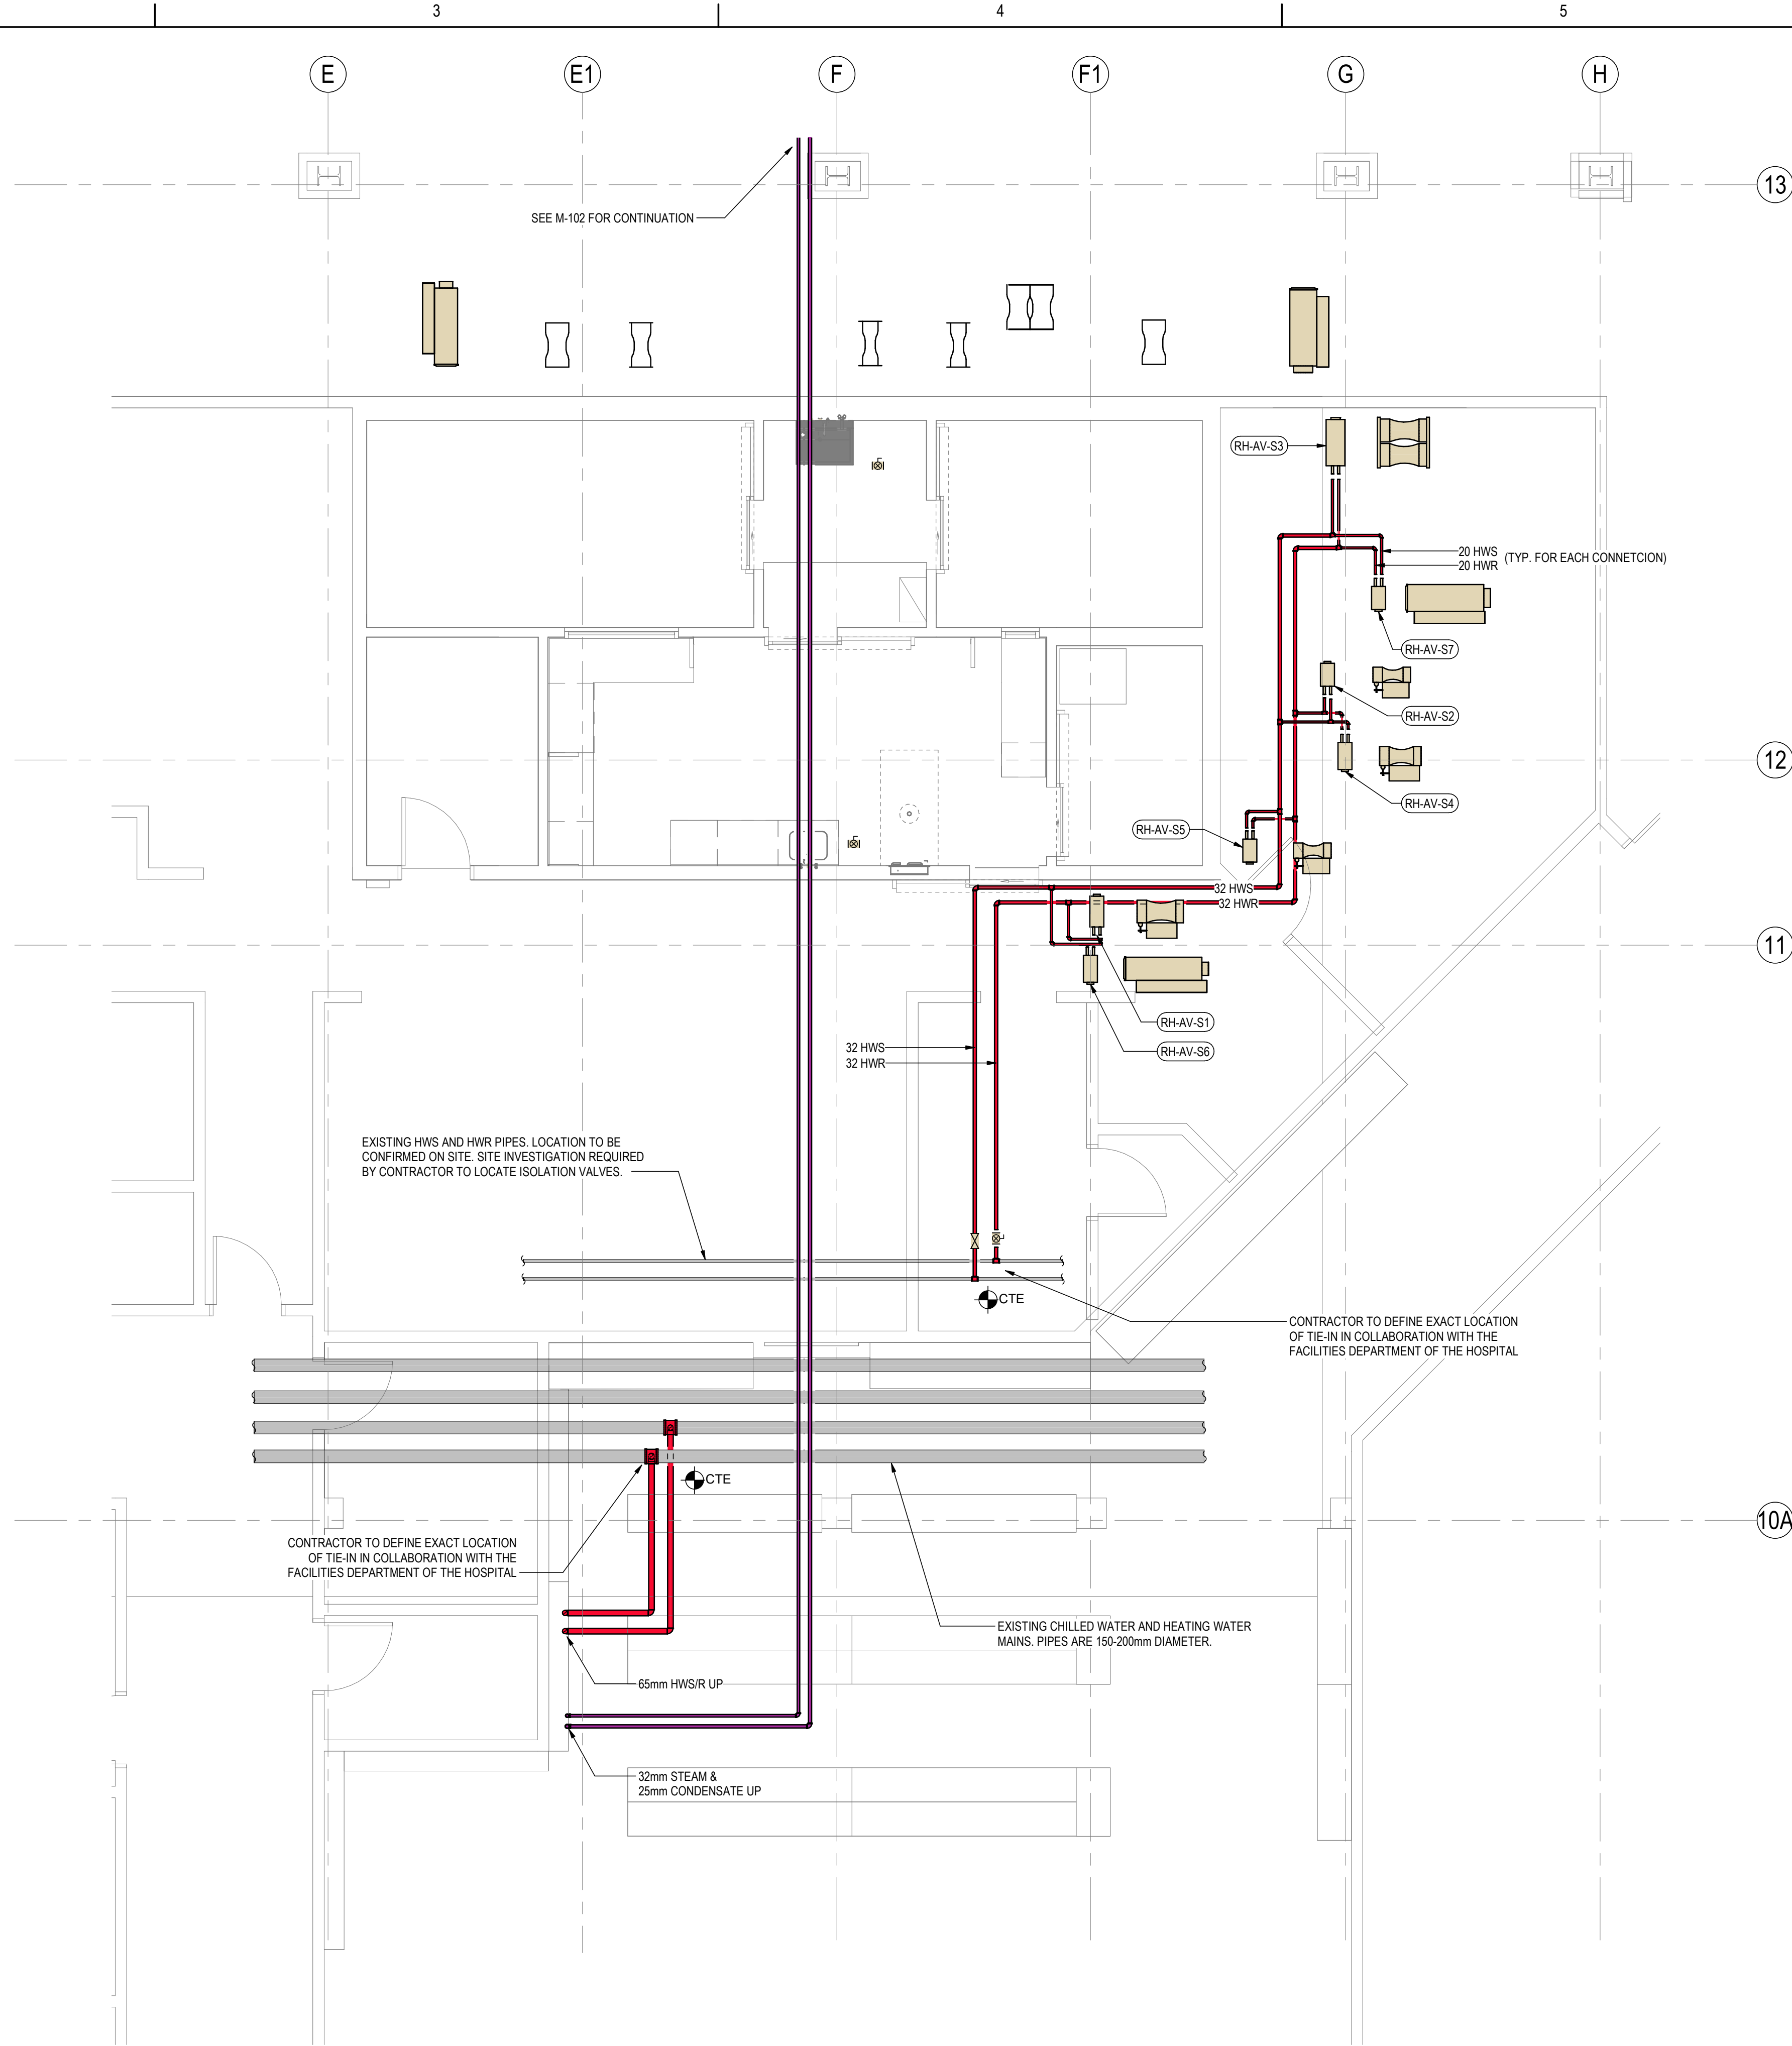 3
4
5
E
E1
F
F1
G
H
13
SEE M-102 FOR CONTINUATION
RH-AV-S3
20 HWS
20 HWR
(TYP. FOR EACH CONNETCION)
RH-AV-S7
RH-AV-S2
12
RH-AV-S4
RH-AV-S5
32 HWS
32 HWR
11
RH-AV-S1
RH-AV-S6
32 HWS
32 HWR
EXISTING HWS AND HWR PIPES. LOCATION TO BE
CONFIRMED ON SITE. SITE INVESTIGATION REQUIRED
BY CONTRACTOR TO LOCATE ISOLATION VALVES.
CTE
CONTRACTOR TO DEFINE EXACT LOCATION
OF TIE-IN IN COLLABORATION WITH THE
FACILITIES DEPARTMENT OF THE HOSPITAL
CTE
10A
CONTRACTOR TO DEFINE EXACT LOCATION
OF TIE-IN IN COLLABORATION WITH THE
FACILITIES DEPARTMENT OF THE HOSPITAL
EXISTING CHILLED WATER AND HEATING WATER
MAINS. PIPES ARE 150-200mm DIAMETER.
65mm HWS/R UP
32mm STEAM &
25mm CONDENSATE UP